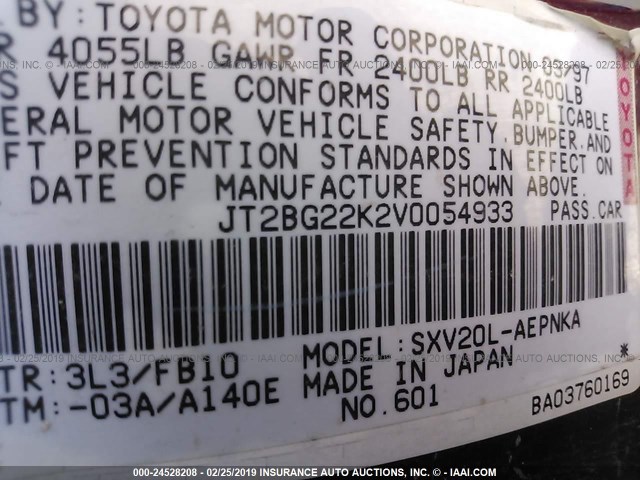 BY: TOYOTA MOTOR CORPORATION 03/97
R 4055LB GAWR FR 2400LB RR 2400LB
S VEHICLE CONFORMS TO ALL APPLICABLE
ERAL MOTOR VEHICLE SAFETY, BUMPER, AND
FT PREVENTION STANDARDS IN EFFECT ON
DATE OF MANUFACTURE SHOWN ABOVE.
JT2BG22K2V0054933 PASS.CAR
MODEL:SXV20L-AEPNKA
TR:3L3/FB10 MADE IN JAPAN *
TM:-03A/A140E NO.601 BA03760169
TOYOTA
000-24528208 - 02/25/2019 INSURANCE AUTO AUCTIONS, INC. - © IAAI.COM